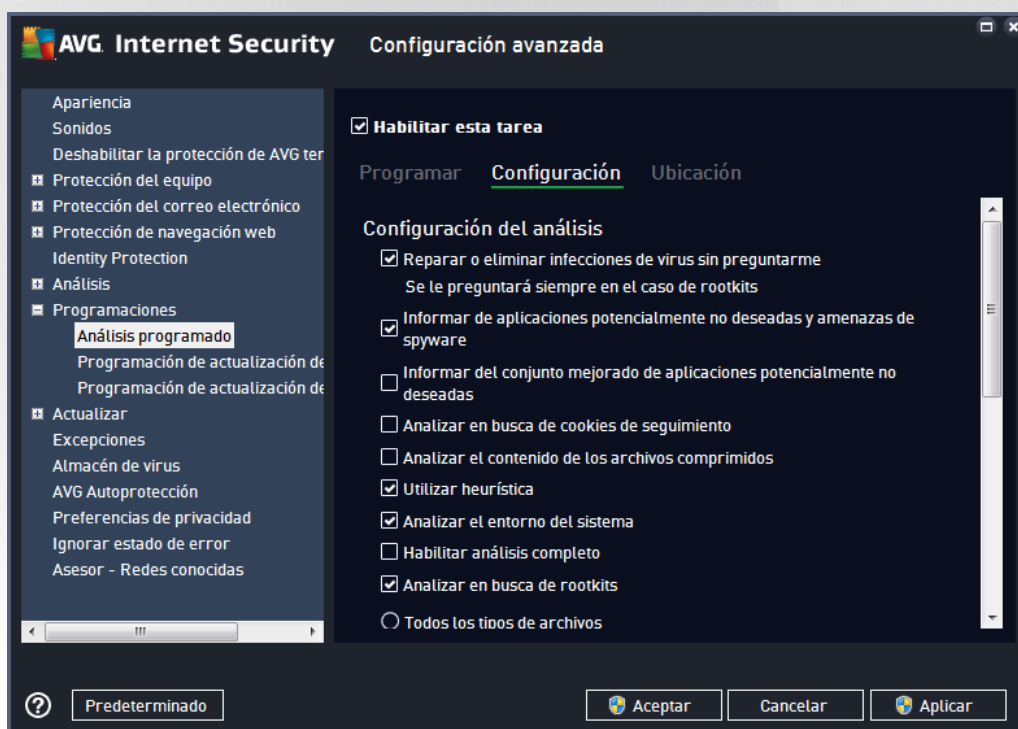 AVG. Internet Security
Configuración avanzada
Apariencia
Sonidos
Deshabilitar la protección de AVG ter
Protección del equipo
Protección del correo electrónico
Protección de navegación web
Identity Protection
Análisis
Programaciones
Análisis programado
Programación de actualización de
Programación de actualización de
Actualizar
Excepciones
Almacén de virus
AVG Autoprotección
Preferencias de privacidad
Ignorar estado de error
Asesor - Redes conocidas
Habilitar esta tarea
Programar
Configuración
Ubicación
Configuración del análisis
Reparar o eliminar infecciones de virus sin preguntarme
Se le preguntará siempre en el caso de rootkits
Informar de aplicaciones potencialmente no deseadas y amenazas de
spyware
Informar del conjunto mejorado de aplicaciones potencialmente no
deseadas
Analizar en busca de cookies de seguimiento
Analizar el contenido de los archivos comprimidos
Utilizar heurística
Analizar el entorno del sistema
Habilitar análisis completo
Analizar en busca de rootkits
Todos los tipos de archivos
Predeterminado
Aceptar
Cancelar
Aplicar